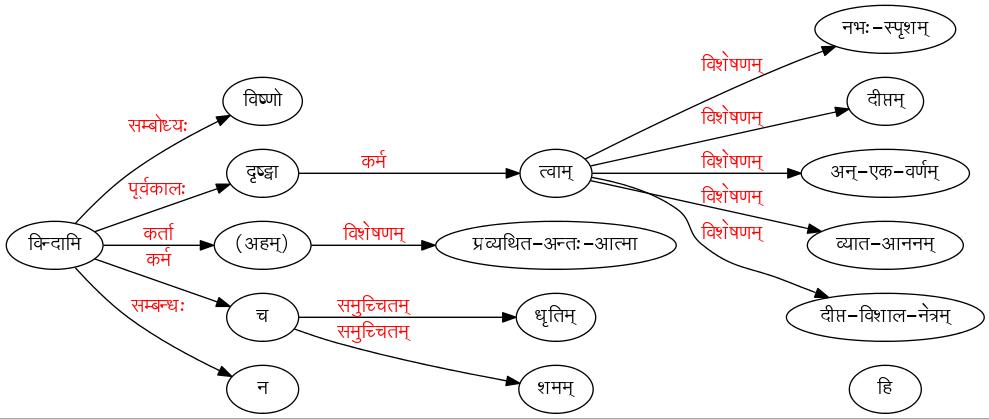 नभः-स्पृशम्
विशेषणम्
विष्णो
दीप्तम्
सम्बोध्यः
विशेषणम्
दृष्ट्वा
कर्म
त्वाम्
विशेषणम्
अन्-एक-वर्णम्
पूर्वकालः
विशेषणम्
विन्दामि
कर्ता
(अहम्)
विशेषणम्
प्रव्यथित-अन्तः-आत्मा
विशेषणम्
व्यात-आननम्
कर्म
सम्बन्धः
च
समुच्चितम्
धृतिम्
दीप्त-विशाल-नेत्रम्
समुच्चितम्
न
शमम्
हि